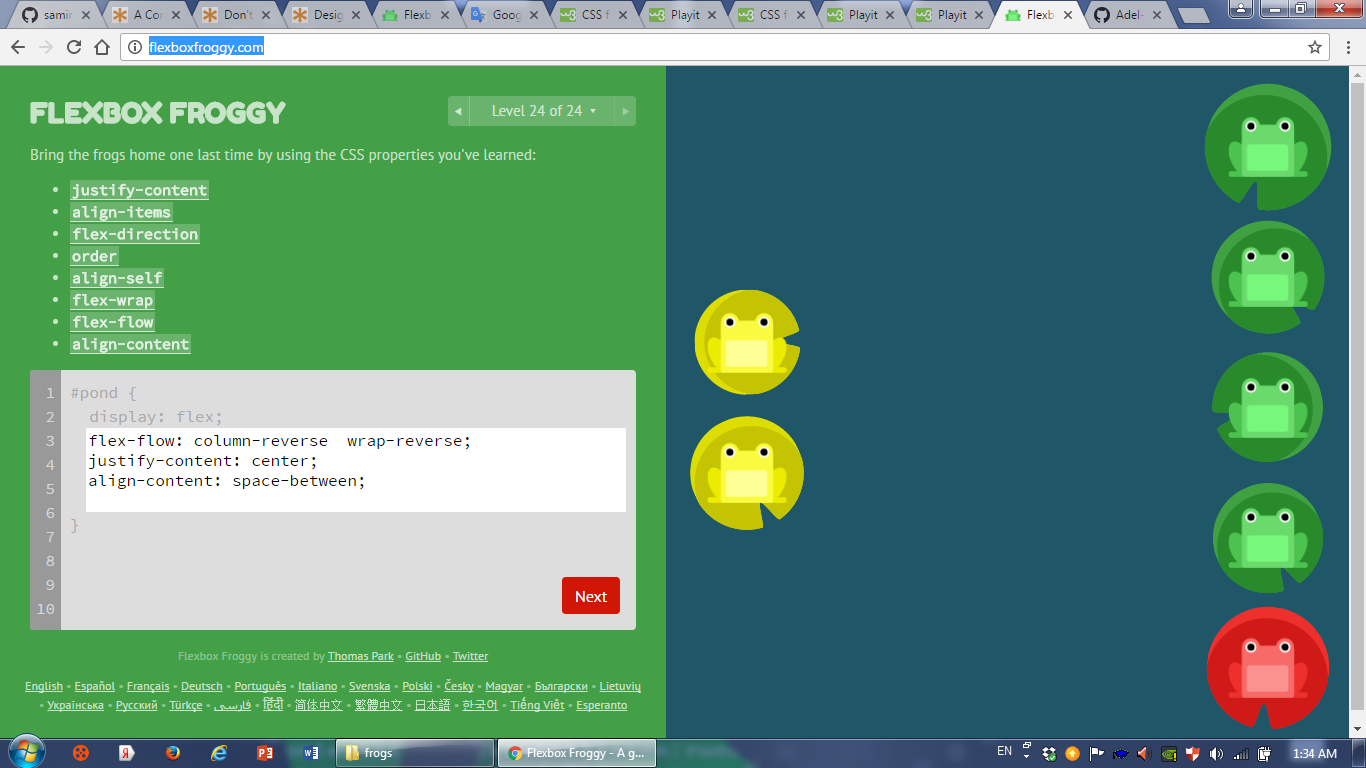 samir
A Cor
Don't
Desig
Flexb
Goog
CSS f
Playit
CSS f
Playit
Playit
Flexb
Adel-
flexboxfroggy.com
FLEXBOX FROGGY
◂ Level 24 of 24 ▾ ▸
Bring the frogs home one last time by using the CSS properties you've learned:
• justify-content
• align-items
• flex-direction
• order
• align-self
• flex-wrap
• flex-flow
• align-content
1 #pond {
2 display: flex;
3 flex-flow: column-reverse  wrap-reverse;
4 justify-content: center;
5 align-content: space-between;
6
7 }
8
9
10
Next
Flexbox Froggy is created by Thomas Park • GitHub • Twitter
English • Español • Français • Deutsch • Português • Italiano • Svenska • Polski • Česky • Magyar • Български • Lietuvių
• Українська • Русский • Türkçe • فارسی • हिंदी • 简体中文 • 繁體中文 • 日本語 • 한국어 • Tiếng Việt • Esperanto
frogs
Flexbox Froggy - A g...
EN
1:34 AM